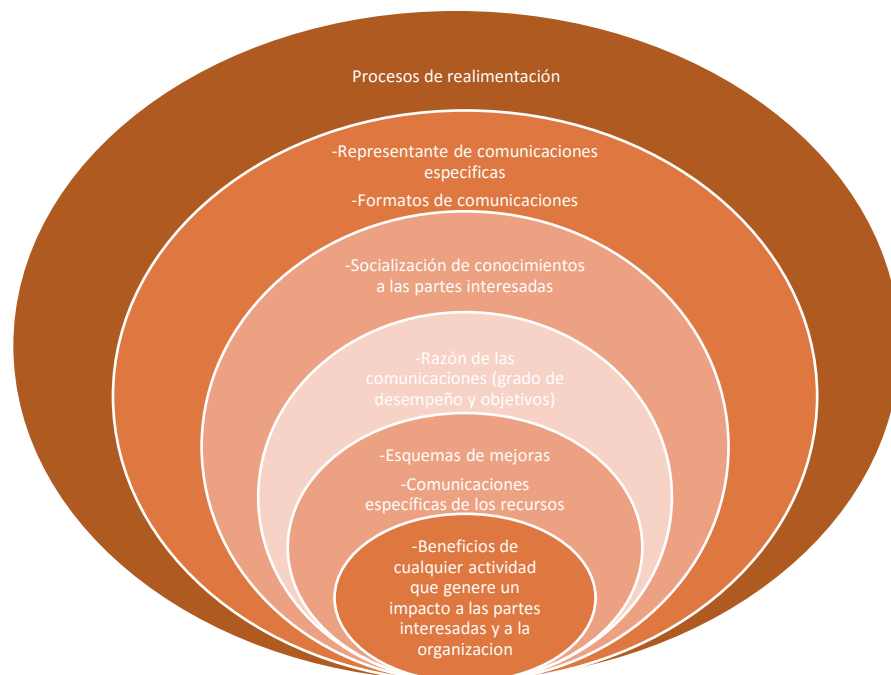 Procesos de realimentación
-Representante de comunicaciones
especificas
-Formatos de comunicaciones
-Socialización de conocimientos
a las partes interesadas
-Razón de las
comunicaciones (grado de
desempeño y objetivos)
-Esquemas de mejoras
-Comunicaciones
específicas de los recursos
-Beneficios de
cualquier actividad
que genere un
impacto a las partes
interesadas y a la
organizacion